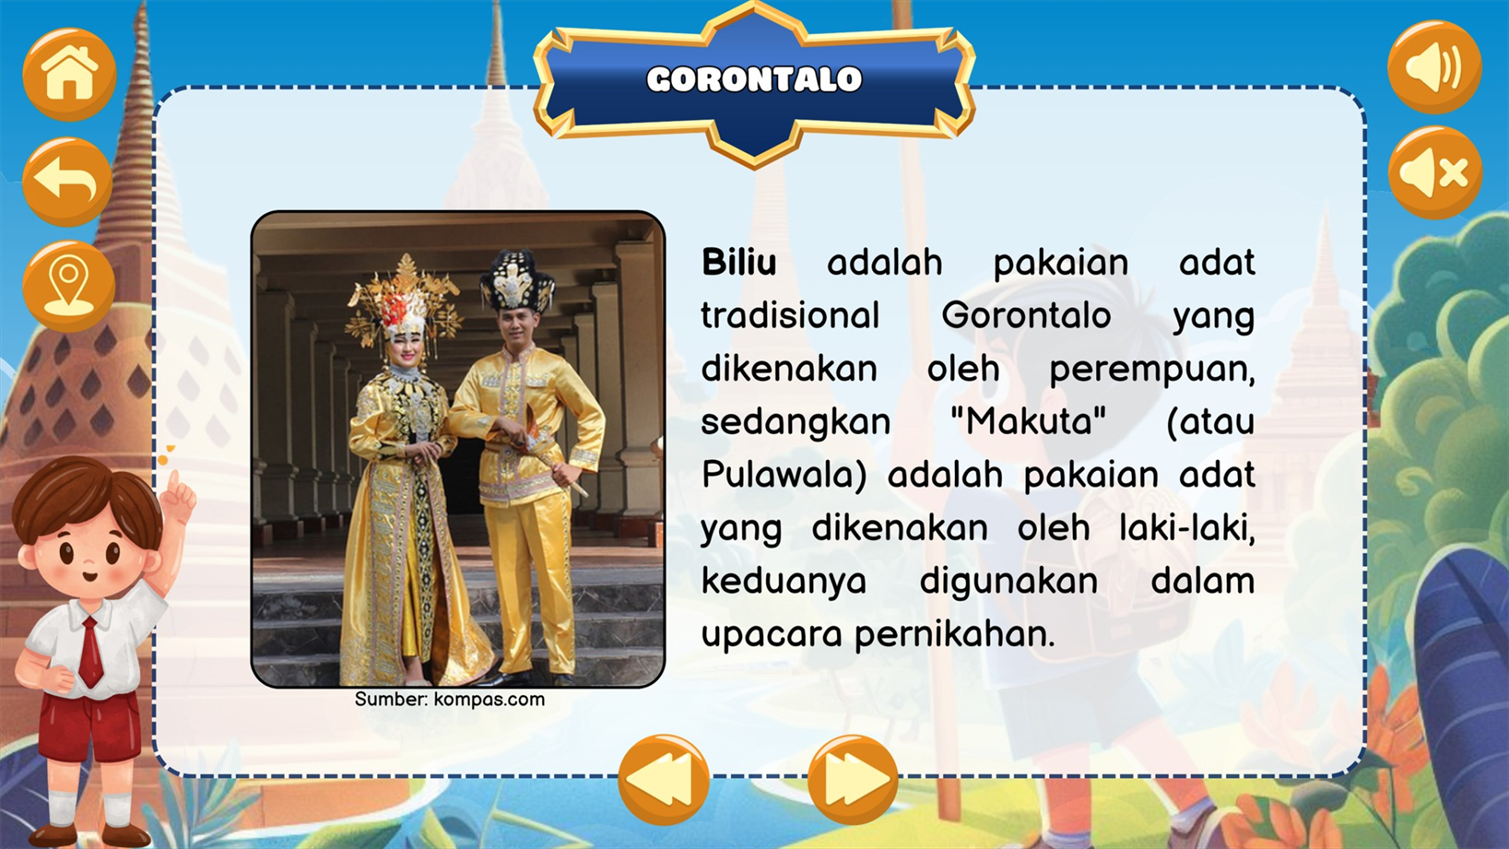 GORONTALO
Biliu adalah pakaian adat
tradisional Gorontalo yang
dikenakan oleh perempuan,
sedangkan "Makuta" (atau
Pulawala) adalah pakaian adat
yang dikenakan oleh laki-laki,
keduanya digunakan dalam
upacara pernikahan.
Sumber: kompas.com